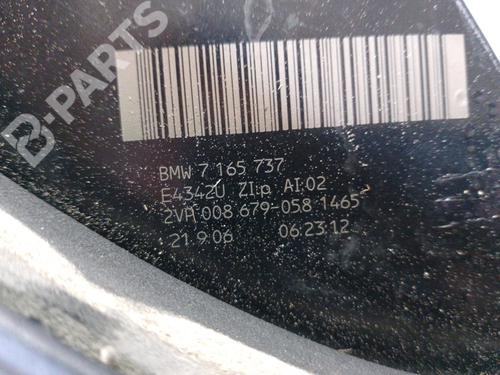 B-PARTS
BMW 7 165 737
E4342U ZI:p AI:02
2VP 008 679-058 1465
21.9.06 06:23:12